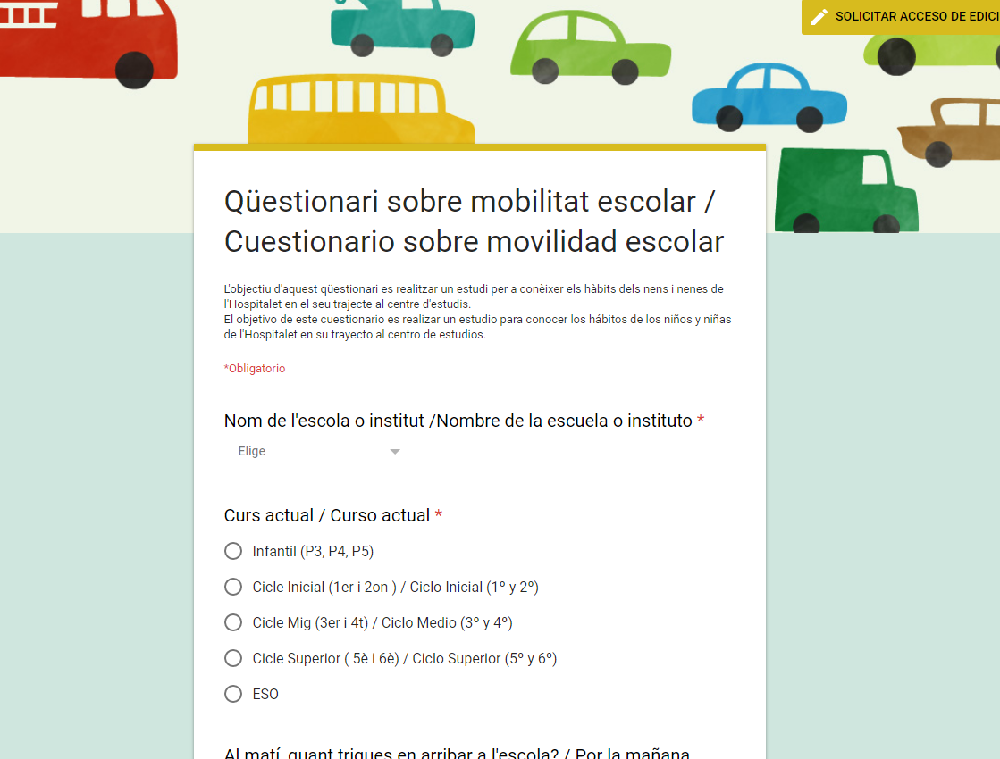 SOLICITAR ACCESO DE EDICI
Qüestionari sobre mobilitat escolar /
Cuestionario sobre movilidad escolar
L'objectiu d'aquest qüestionari es realitzar un estudi per a conèixer els hàbits dels nens i nenes de
l'Hospitalet en el seu trajecte al centre d'estudis.
El objetivo de este cuestionario es realizar un estudio para conocer los hábitos de los niños y niñas
de l'Hospitalet en su trayecto al centro de estudios.
*Obligatorio
Nom de l'escola o institut /Nombre de la escuela o instituto *
Elige
Curs actual / Curso actual *
Infantil (P3, P4, P5)
Cicle Inicial (1er i 2on ) / Ciclo Inicial (1º y 2º)
Cicle Mig (3er i 4t) / Ciclo Medio (3º y 4º)
Cicle Superior ( 5è i 6è) / Ciclo Superior (5º y 6º)
ESO
Al matí, quant trigues en arribar a l'escola? / Por la mañana,